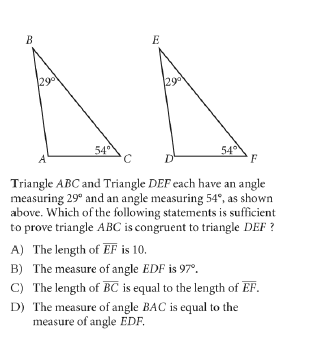 B
E
29°
29°
54°
54°
A
C
D
F
Triangle ABC and Triangle DEF each have an angle
measuring 29° and an angle measuring 54°, as shown
above. Which of the following statements is sufficient
to prove triangle ABC is congruent to triangle DEF ?
A) The length of EF is 10.
B) The measure of angle EDF is 97°.
C) The length of BC is equal to the length of EF.
D) The measure of angle BAC is equal to the
measure of angle EDF.